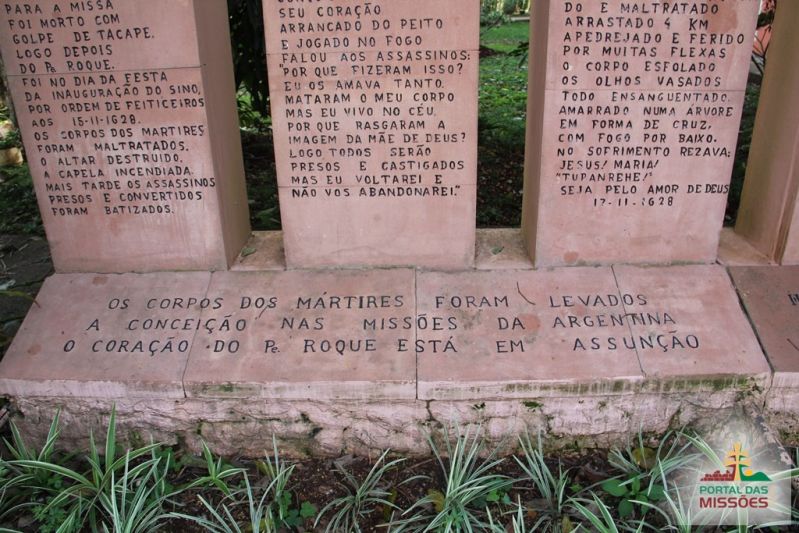 PARA A MISSA
FOI MORTO COM
GOLPE DE TACAPE.
LOGO DEPOIS
DO Pe. ROQUE.
FOI NO DIA DA FESTA
DA INAUGURAÇÃO DO SINO,
POR ORDEM DE FEITICEIROS
AOS 15-11-1628.
OS CORPOS DOS MÁRTIRES
FORAM MALTRATADOS.
O ALTAR DESTRUIDO.
A CAPELA INCENDIADA.
MAIS TARDE OS ASSASSINOS
PRESOS E CONVERTIDOS
FORAM BATIZADOS.
SEU CORAÇÃO
ARRANCADO DO PEITO
E JOGADO NO FOGO
FALOU AOS ASSASSINOS:
"POR QUE FIZERAM ISSO?
EU OS AMAVA TANTO.
MATARAM O MEU CORPO
MAS EU VIVO NO CÉU.
POR QUE RASGARAM A
IMAGEM DA MÃE DE DEUS?
LOGO TODOS SERÃO
PRESOS E CASTIGADOS
MAS EU VOLTAREI E
NÃO VOS ABANDONAREI."
DO E MALTRATADO
ARRASTADO 4 KM
APEDREJADO E FERIDO
POR MUITAS FLEXAS
O CORPO ESFOLADO
OS OLHOS VASADOS
TODO ENSANGUENTADO.
AMARRADO NUMA ÁRVORE
EM FORMA DE CRUZ,
COM FOGO POR BAIXO.
NO SOFRIMENTO REZAVA:
JESUS! MARIA!
"TUPANREHE!"
SEJA PELO AMOR DE DEUS
17-11-1628
OS CORPOS DOS MÁRTIRES FORAM LEVADOS
A CONCEIÇÃO NAS MISSÕES DA ARGENTINA
O CORAÇÃO DO Pe. ROQUE ESTÁ EM ASSUNÇÃO
PORTAL DAS
MISSÕES